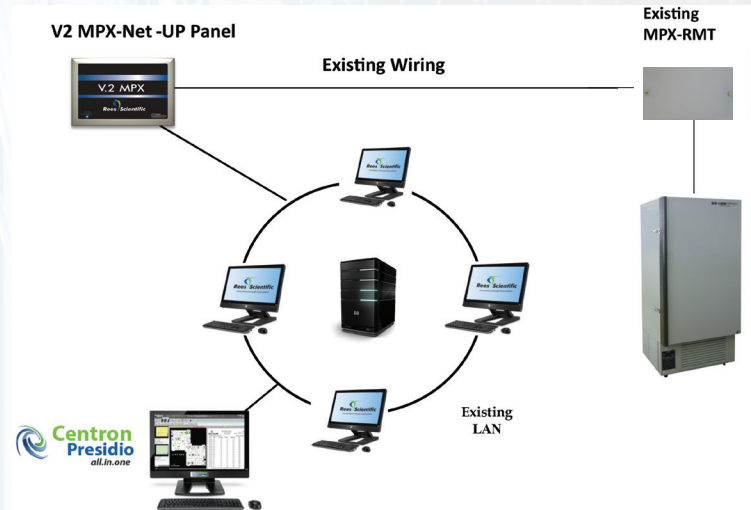 V2 MPX-Net -UP Panel
Existing
MPX-RMT
Existing Wiring
V.2 MPX
Rees Scientific
Rees Scientific
Rees Scientific
Rees Scientific
hp
Rees Scientific
Existing
LAN
Centron
Presidio
all.in.one